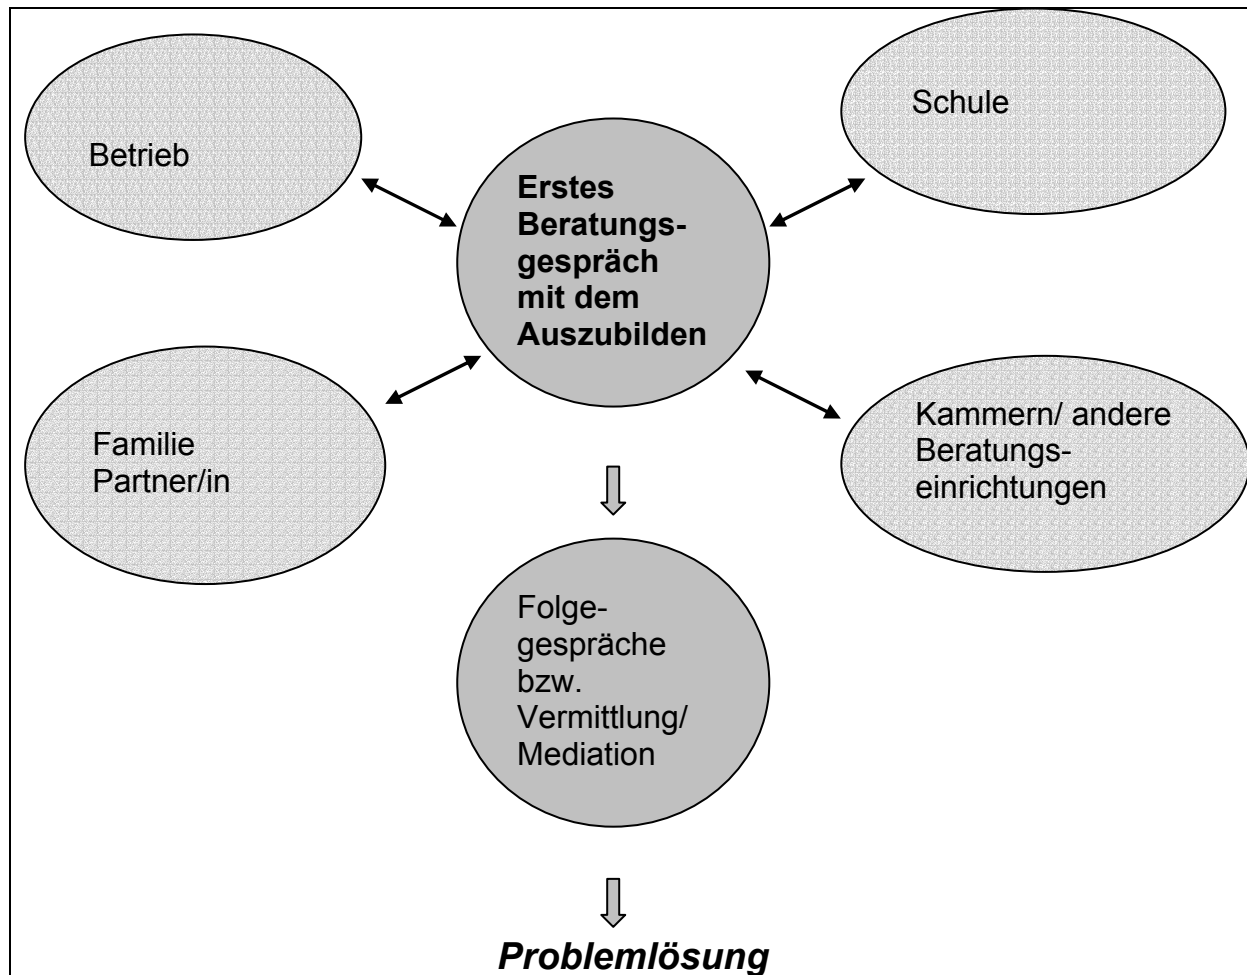 Betrieb
Schule
Erstes
Beratungs-
gespräch
mit dem
Auszubilden
Familie
Partner/in
Kammern/ andere
Beratungs-
einrichtungen
Folge-
gespräche
bzw.
Vermittlung/
Mediation
Problemlösung